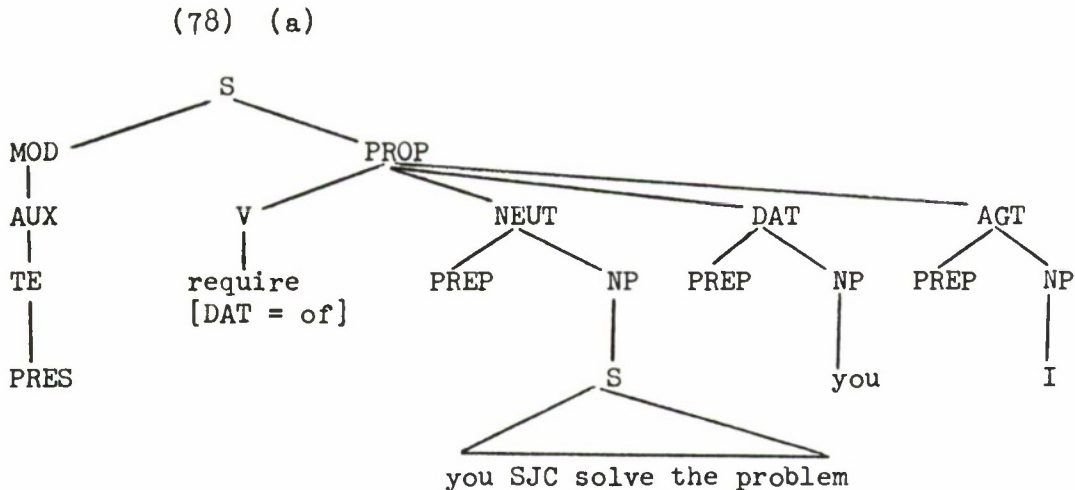 (78) (a)
S
MOD PROP
AUX V NEUT DAT AGT
TE require PREP NP PREP NP PREP NP
[DAT = of]
PRES S you I
you SJC solve the problem